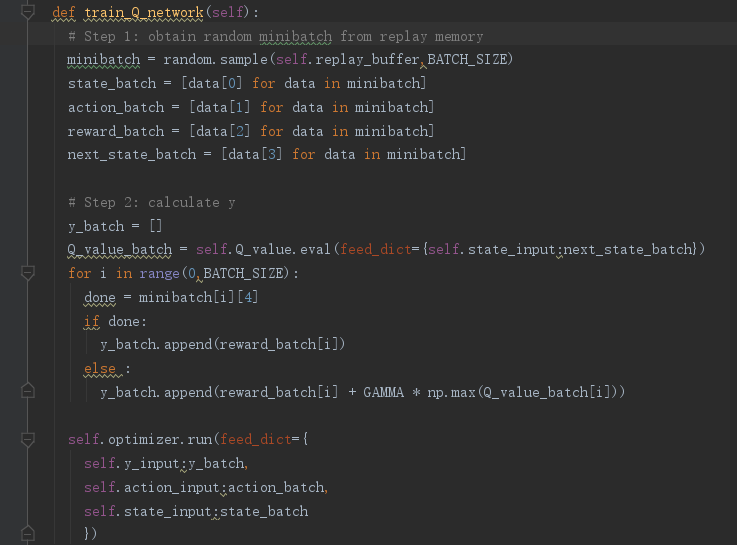 def train_Q_network(self):
# Step 1: obtain random minibatch from replay memory
minibatch = random.sample(self.replay_buffer,BATCH_SIZE)
state_batch = [data[0] for data in minibatch]
action_batch = [data[1] for data in minibatch]
reward_batch = [data[2] for data in minibatch]
next_state_batch = [data[3] for data in minibatch]
# Step 2: calculate y
y_batch = []
Q_value_batch = self.Q_value.eval(feed_dict={self.state_input:next_state_batch})
for i in range(0,BATCH_SIZE):
done = minibatch[i][4]
if done:
y_batch.append(reward_batch[i])
else :
y_batch.append(reward_batch[i] + GAMMA * np.max(Q_value_batch[i]))
self.optimizer.run(feed_dict={
self.y_input:y_batch,
self.action_input:action_batch,
self.state_input:state_batch
})